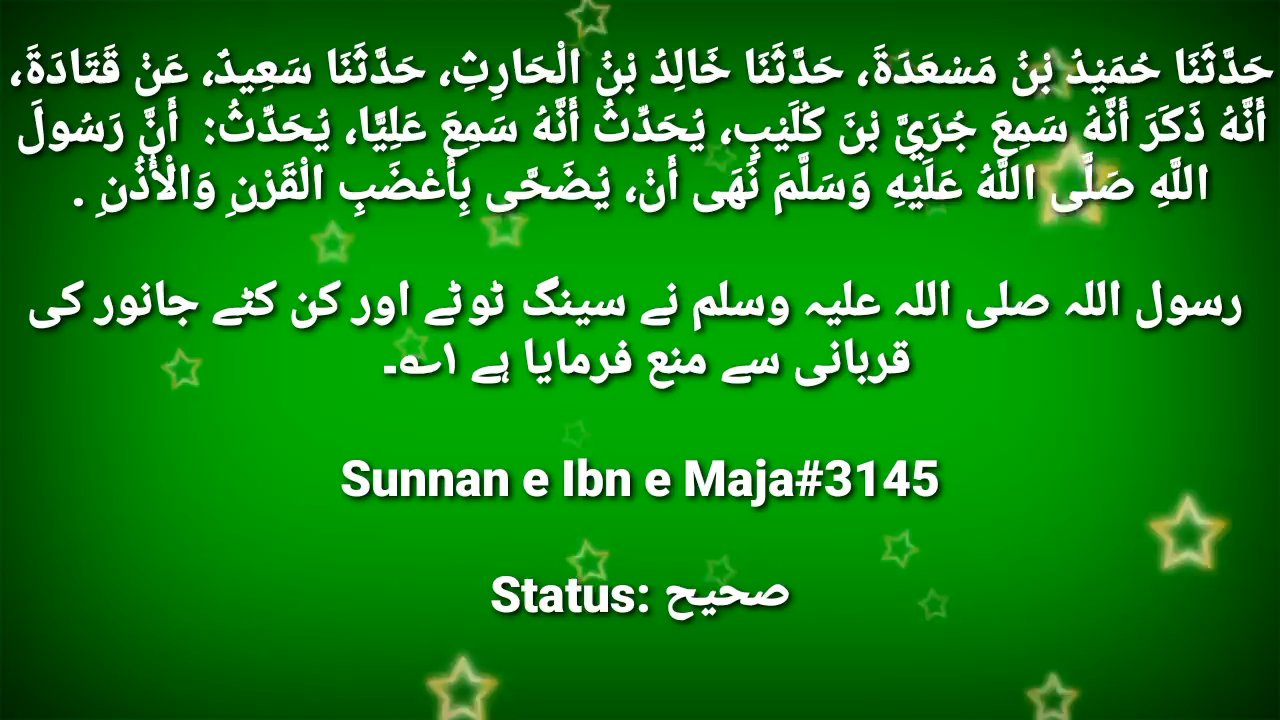 حَدَّثَنَا حُمَيْدُ بْنُ مَسْعَدَةَ، حَدَّثَنَا خَالِدُ بْنُ الْحَارِثِ، حَدَّثَنَا سَعِيدٌ، عَنْ قَتَادَةَ،
أَنَّهُ ذَكَرَ أَنَّهُ سَمِعَ جُرَيَّ بْنَ كُلَيْبٍ، يُحَدِّثُ أَنَّهُ سَمِعَ عَلِيًّا، يُحَدِّثُ: أَنَّ رَسُولَ
اللَّهِ صَلَّى اللَّهُ عَلَيْهِ وَسَلَّمَ نَهَى أَنْ، يُضَحَّى بِأَعْضَبِ الْقَرْنِ وَالْأُذُنِ .
رسول اللہ صلی اللہ علیہ وسلم نے سینگ ٹوٹے اور کن کٹے جانور کی
قربانی سے منع فرمایا ہے ۱؎۔
Sunnan e Ibn e Maja#3145
Status: صحیح